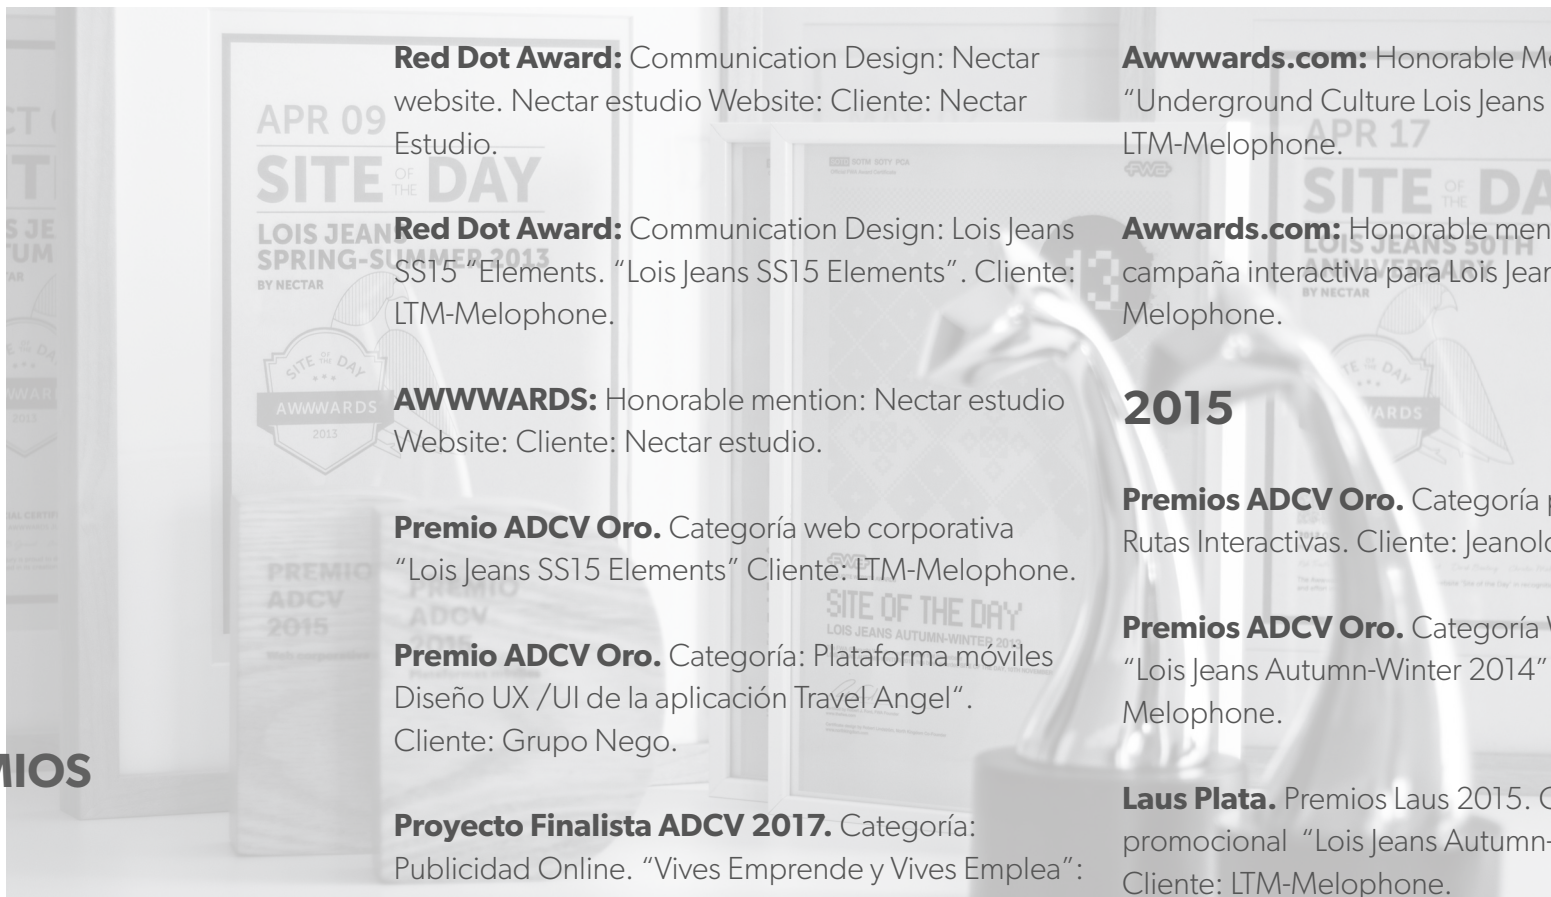 Red Dot Award: Communication Design: Nectar
website. Nectar estudio Website: Cliente: Nectar
Estudio.
Red Dot Award: Communication Design: Lois Jeans
SS15 “Elements. “Lois Jeans SS15 Elements”. Cliente:
LTM-Melophone.
AWWWARDS: Honorable mention: Nectar estudio
Website: Cliente: Nectar estudio.
Premio ADCV Oro. Categoría web corporativa
“Lois Jeans SS15 Elements” Cliente: LTM-Melophone.
Premio ADCV Oro. Categoría: Plataforma móviles
Diseño UX /UI de la aplicación Travel Angel“.
Cliente: Grupo Nego.
Proyecto Finalista ADCV 2017. Categoría:
Publicidad Online. “Vives Emprende y Vives Emplea”:
Awwwards.com: Honorable
“Underground Culture Lois Jeans
LTM-Melophone.
Awwards.com: Honorable
campaña interactiva para Lois
Melophone.
2015
Premios ADCV Oro. Categoría
Rutas Interactivas. Cliente:
Premios ADCV Oro. Categoría
“Lois Jeans Autumn-Winter 2014”
Melophone.
Laus Plata. Premios Laus 2015.
promocional “Lois Jeans Autumn-
Cliente: LTM-Melophone.
MIOS
APR 09
SITE OF THE DAY
LOIS JEANS
SPRING-SUMMER 2013
BY NECTAR
SITE OF THE DAY
AWWWARDS
2013
PREMIO
ADCV
2015
PREMIO
ADCV
2015
SITE OF THE DAY
LOIS JEANS AUTUMN-WINTER 2013
13
APR 17
SITE OF THE
LOIS JEANS 50TH
ANNIVERSARY
BY NECTAR